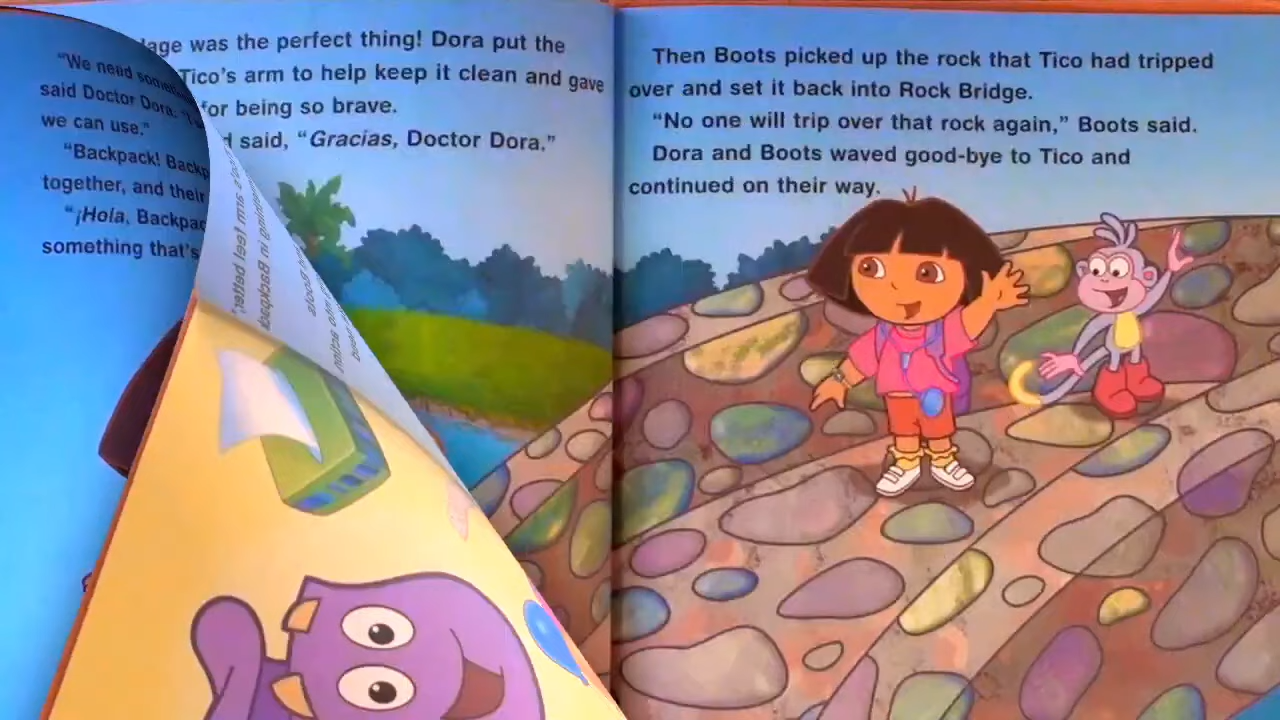 "We need
said Doctor Dora.
we can use."
"Backpack!
together, and their
"¡Hola,
something that's
was the perfect thing! Dora put the
Tico's arm to help keep it clean and gave
for being so brave.
said, "Gracias, Doctor Dora."
Then Boots picked up the rock that Tico had tripped
over and set it back into Rock Bridge.
"No one will trip over that rock again," Boots said.
Dora and Boots waved good-bye to Tico and
continued on their way.